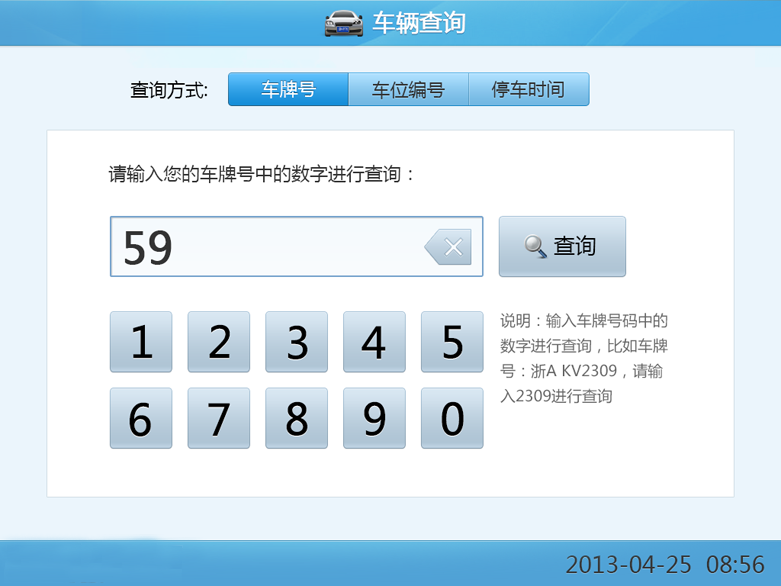 车辆查询
查询方式: 车牌号 车位编号 停车时间
请输入您的车牌号中的数字进行查询：
59 查询
1 2 3 4 5
6 7 8 9 0
说明：输入车牌号码中的
数字进行查询，比如车牌
号：浙A KV2309，请输
入2309进行查询
2013-04-25 08:56